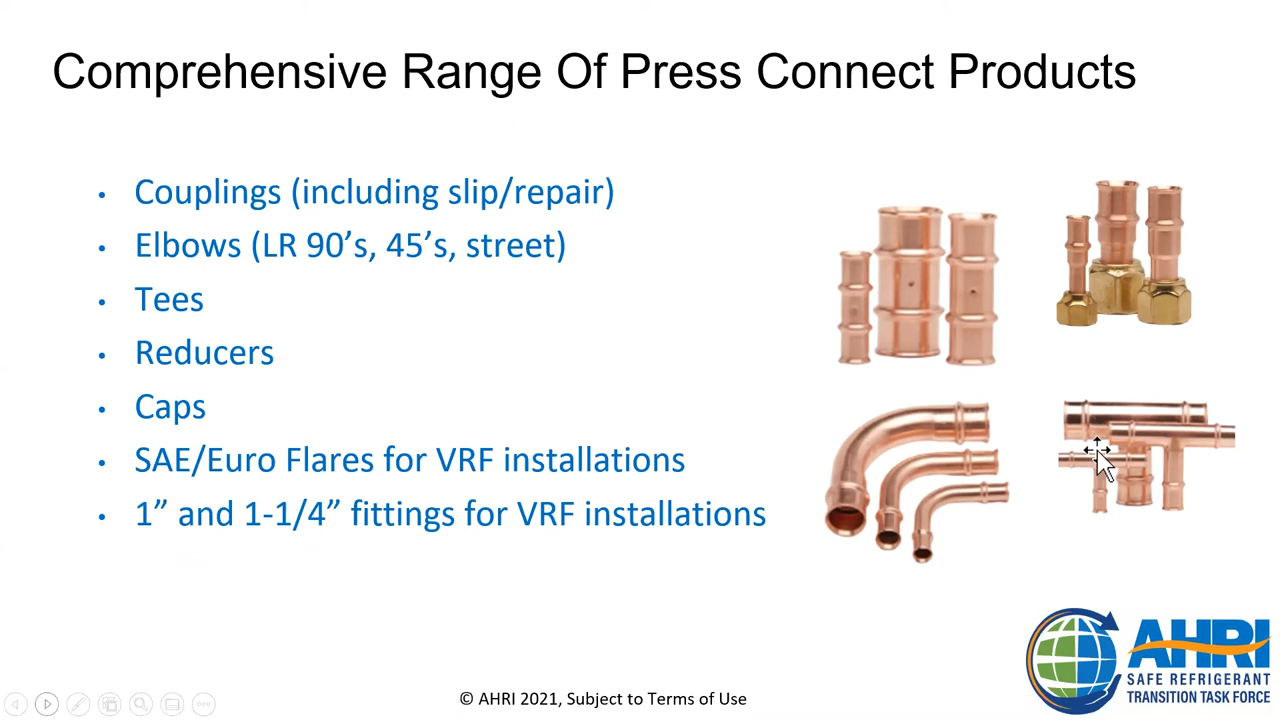 Comprehensive Range Of Press Connect Products
• Couplings (including slip/repair)
• Elbows (LR 90’s, 45’s, street)
• Tees
• Reducers
• Caps
• SAE/Euro Flares for VRF installations
• 1” and 1-1/4” fittings for VRF installations
AHRI
SAFE REFRIGERANT
TRANSITION TASK FORCE
© AHRI 2021, Subject to Terms of Use